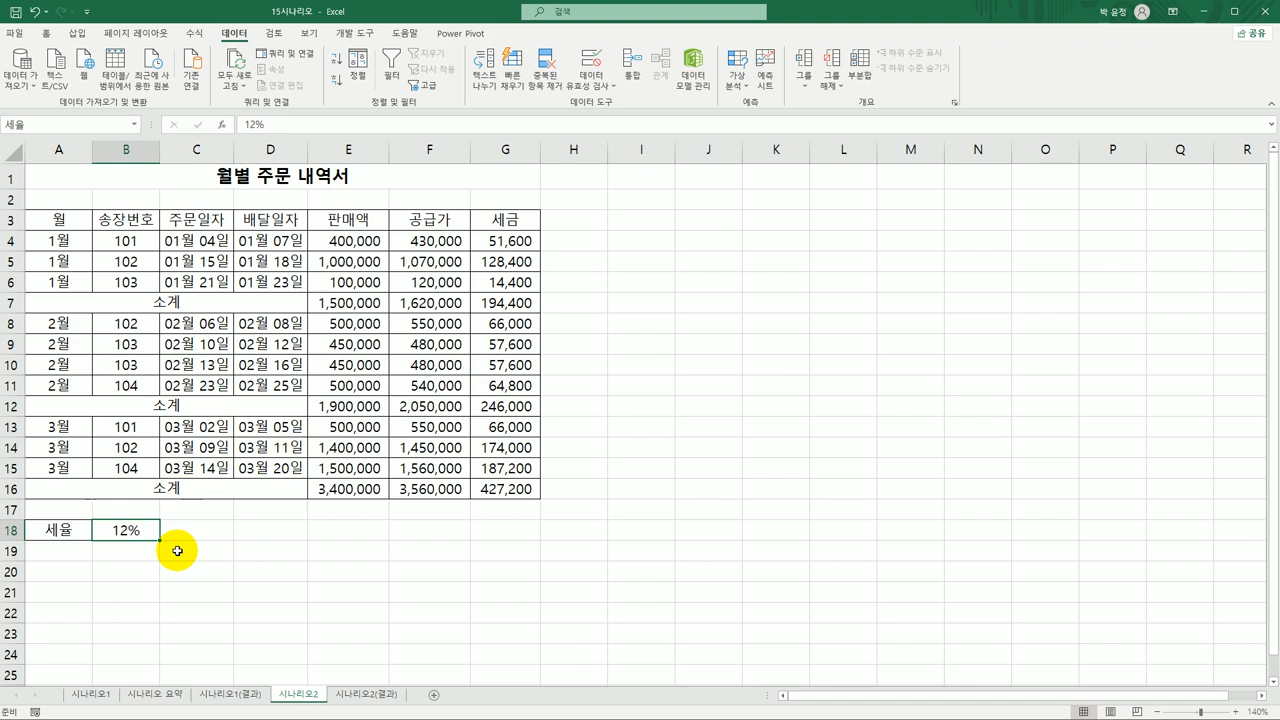 15시나리오 - Excel
검색
박 윤정
파일 홈 삽입 페이지 레이아웃 수식 데이터 검토 보기 개발 도구 도움말 Power Pivot
공유
데이터 가져오기
텍스트/CSV
웹
테이블/범위에서
최근에 사용한 원본
기존 연결
모두 새로 고침
쿼리 및 연결
속성
연결 편집
정렬
필터
지우기
다시 적용
고급
텍스트 나누기
빠른 채우기
중복된 항목 제거
데이터 유효성 검사
통합
관계
데이터 모델 관리
가상 분석
예측 시트
그룹
그룹 해제
부분합
하위 수준 표시
하위 수준 숨기기
데이터 가져오기 및 변환 쿼리 및 연결 정렬 및 필터 데이터 도구 예측 개요
세율 fx 12%
A B C D E F G H I J K L M N O P Q R
1 월별 주문 내역서
2
3 월 송장번호 주문일자 배달일자 판매액 공급가 세금
4 1월 101 01월 04일 01월 07일 400,000 430,000 51,600
5 1월 102 01월 15일 01월 18일 1,000,000 1,070,000 128,400
6 1월 103 01월 21일 01월 23일 100,000 120,000 14,400
7 소계 1,500,000 1,620,000 194,400
8 2월 102 02월 06일 02월 08일 500,000 550,000 66,000
9 2월 103 02월 10일 02월 12일 450,000 480,000 57,600
10 2월 103 02월 13일 02월 16일 450,000 480,000 57,600
11 2월 104 02월 23일 02월 25일 500,000 540,000 64,800
12 소계 1,900,000 2,050,000 246,000
13 3월 101 03월 02일 03월 05일 500,000 550,000 66,000
14 3월 102 03월 09일 03월 11일 1,400,000 1,450,000 174,000
15 3월 104 03월 14일 03월 20일 1,500,000 1,560,000 187,200
16 소계 3,400,000 3,560,000 427,200
17
18 세율 12%
19
20
21
22
23
24
25
시나리오1 시나리오 요약 시나리오1(결과) 시나리오2 시나리오2(결과)
준비 140%